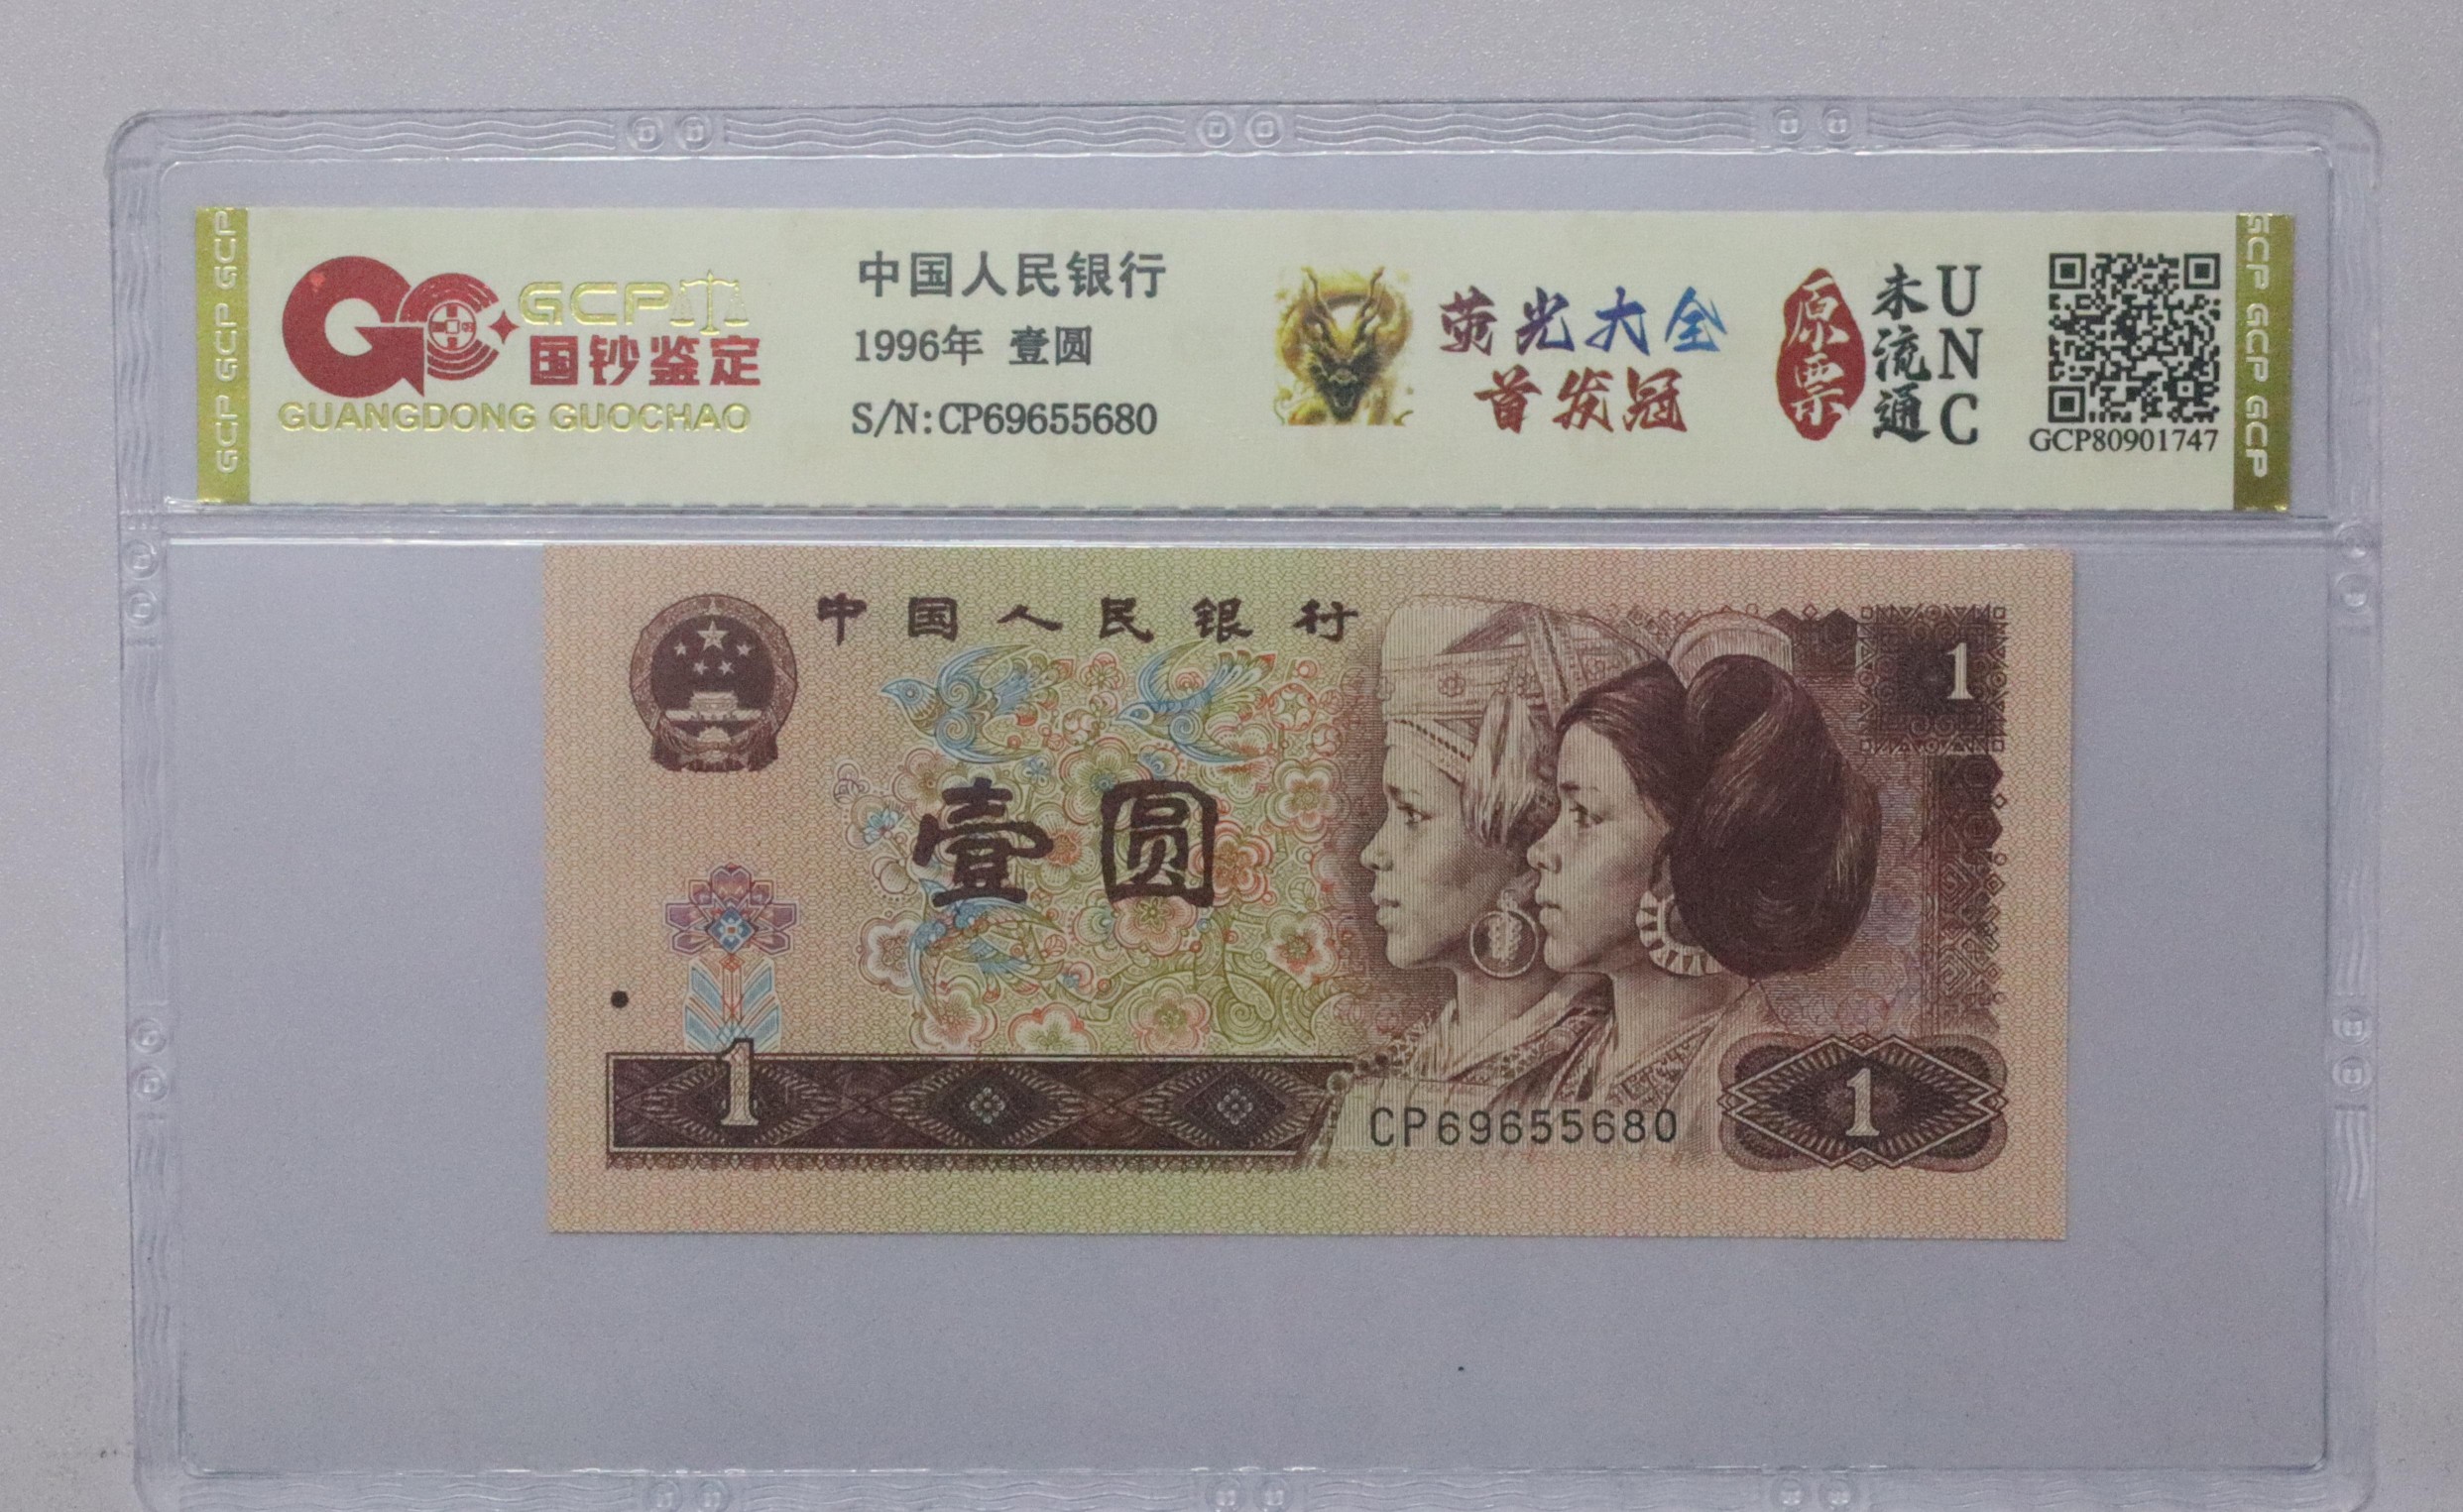 GCP GCP GCP
GCP
国钞鉴定
GUANGDONG GUOCHAO
中国人民银行
1996年 壹圆
S/N:CP69655680
荧光大全
首发冠
原票
未流通
UNC
GCP80901747
GCP GCP GCP
中国人民银行
1
壹圆
1
CP69655680
1